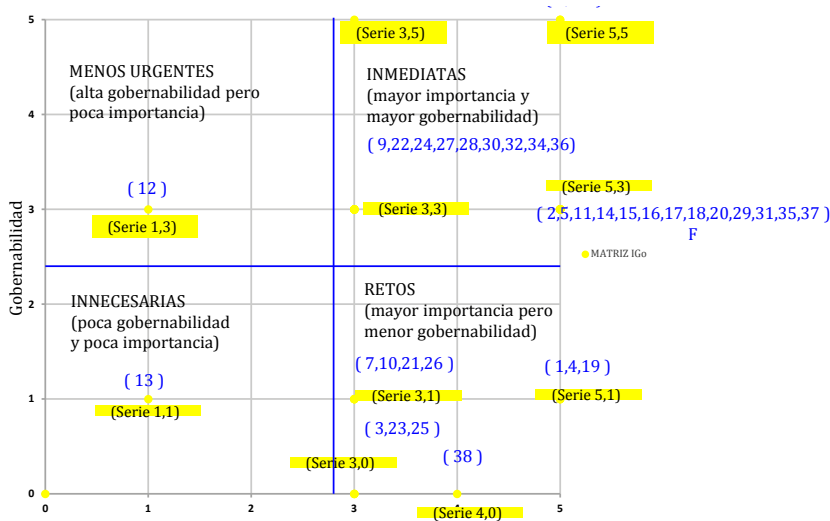 5
(Serie 3,5)
(Serie 5,5
MENOS URGENTES
(alta gobernabilidad pero
poca importancia)
INMEDIATAS
(mayor importancia y
mayor gobernabilidad)
4
( 9,22,24,27,28,30,32,34,36)
( 12 )
(Serie 5,3)
3
(Serie 3,3)
( 2,5,11,14,15,16,17,18,20,29,31,35,37 )
F
(Serie 1,3)
MATRIZ IGo
Gobernabilidad
INNECESARIAS
(poca gobernabilidad
y poca importancia)
RETOS
(mayor importancia pero
menor gobernabilidad)
2
( 7,10,21,26 )
( 1,4,19 )
( 13 )
1
(Serie 3,1)
(Serie 5,1)
(Serie 1,1)
( 3,23,25 )
( 38 )
(Serie 3,0)
0
(Serie 4,0)
0 1 2 3 4 5